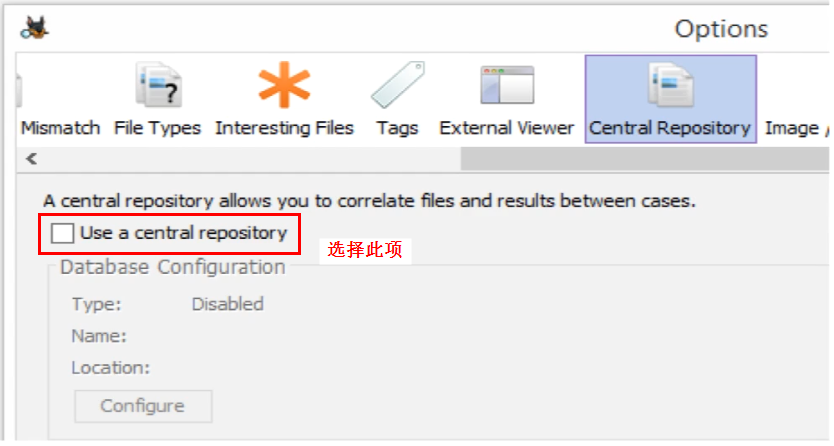 Options
Mismatch File Types Interesting Files Tags External Viewer Central Repository Image /
<
A central repository allows you to correlate files and results between cases.
Use a central repository
选择此项
Database Configuration
Type: Disabled
Name:
Location:
Configure